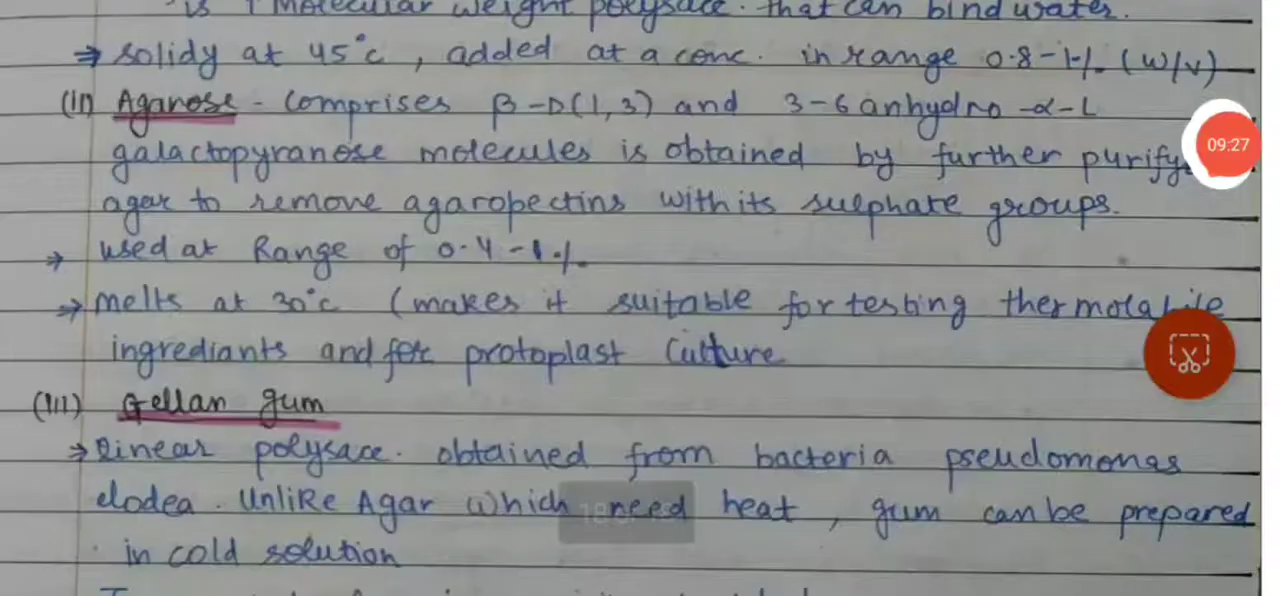 is ↑ molecular weight polysacc. that can bind water.
⇒ solidy at 45°c , added at a conc. in range 0.8-1.1. (w/v)
(II) Agarose - comprises β-D(1,3) and 3-6 anhydro -α-L
09:27
galactopyranose molecules is obtained by further purify
agar to remove agaropectins with its sulphate groups.
→ used at Range of 0.4-1.1.
⇒ melts at 30°c (makes it suitable for testing thermolabile
ingrediants and for protoplast culture
(III) Gellan gum
⇒ linear polysacc. obtained from bacteria pseudomonas
elodea. Unlike Agar which need heat , gum can be prepared
in cold solution